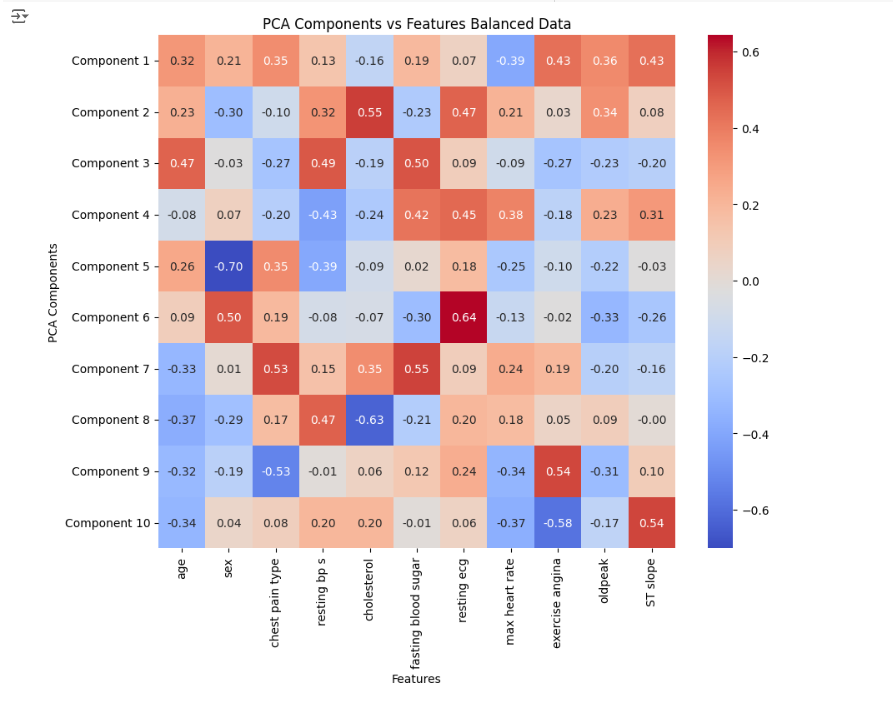 PCA Components vs Features Balanced Data
Component 1 0.32 0.21 0.35 0.13 -0.16 0.19 0.07 -0.39 0.43 0.36 0.43
Component 2 0.23 -0.30 -0.10 0.32 0.55 -0.23 0.47 0.21 0.03 0.34 0.08
Component 3 0.47 -0.03 -0.27 0.49 -0.19 0.50 0.09 -0.09 -0.27 -0.23 -0.20
Component 4 -0.08 0.07 -0.20 -0.43 -0.24 0.42 0.45 0.38 -0.18 0.23 0.31
Component 5 0.26 -0.70 0.35 -0.39 -0.09 0.02 0.18 -0.25 -0.10 -0.22 -0.03
Component 6 0.09 0.50 0.19 -0.08 -0.07 -0.30 0.64 -0.13 -0.02 -0.33 -0.26
Component 7 -0.33 0.01 0.53 0.15 0.35 0.55 0.09 0.24 0.19 -0.20 -0.16
Component 8 -0.37 -0.29 0.17 0.47 -0.63 -0.21 0.20 0.18 0.05 0.09 -0.00
Component 9 -0.32 -0.19 -0.53 -0.01 0.06 0.12 0.24 -0.34 0.54 -0.31 0.10
Component 10 -0.34 0.04 0.08 0.20 0.20 -0.01 0.06 -0.37 -0.58 -0.17 0.54
PCA Components
age
sex
chest pain type
resting bp s
cholesterol
fasting blood sugar
resting ecg
max heart rate
exercise angina
oldpeak
ST slope
Features
0.6
0.4
0.2
0.0
−0.2
−0.4
−0.6